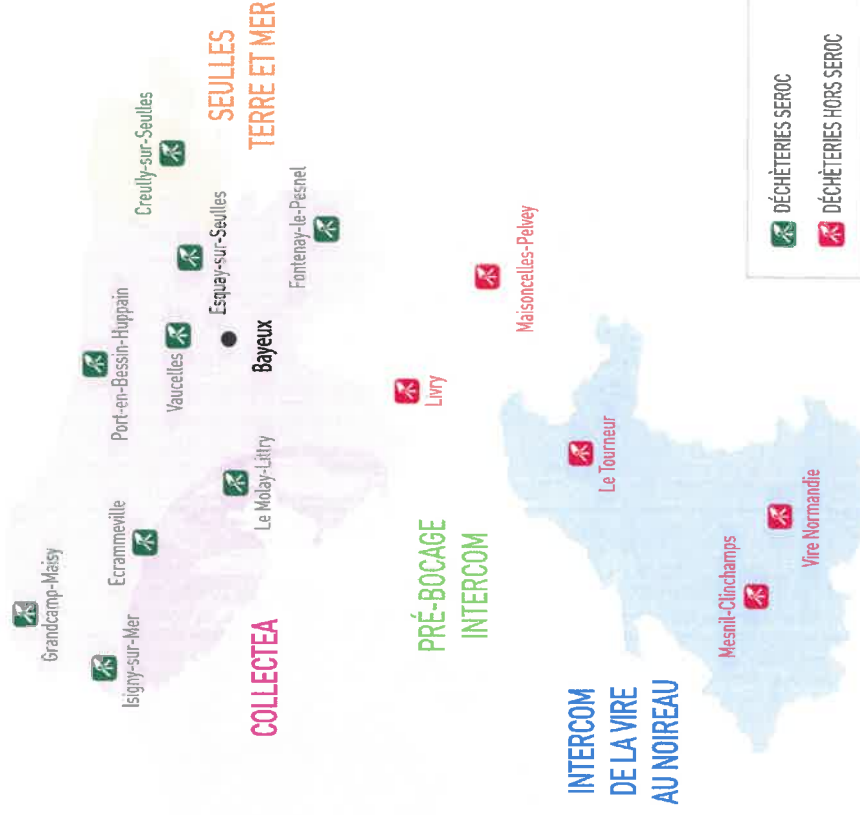 Grandcamp-Maisy
Isigny-sur-Mer
Ecrammeville
Port-en-Bessin-Huppain
Creully-sur-Seulles
SEULLES
TERRE ET MER
Vaucelles
Esquay-sur-Seulles
Bayeux
Fontenay-le-Pesnel
Le Molay-Littry
COLLECTEA
Livry
Maisoncelles-Pelvey
PRÉ-BOCAGE
INTERCOM
Le Tourneur
Mesnil-Clinchamps
Vire Normandie
INTERCOM
DE LA VIRE
AU NOIREAU
DÉCHÈTERIES SEROC
DÉCHÈTERIES HORS SEROC